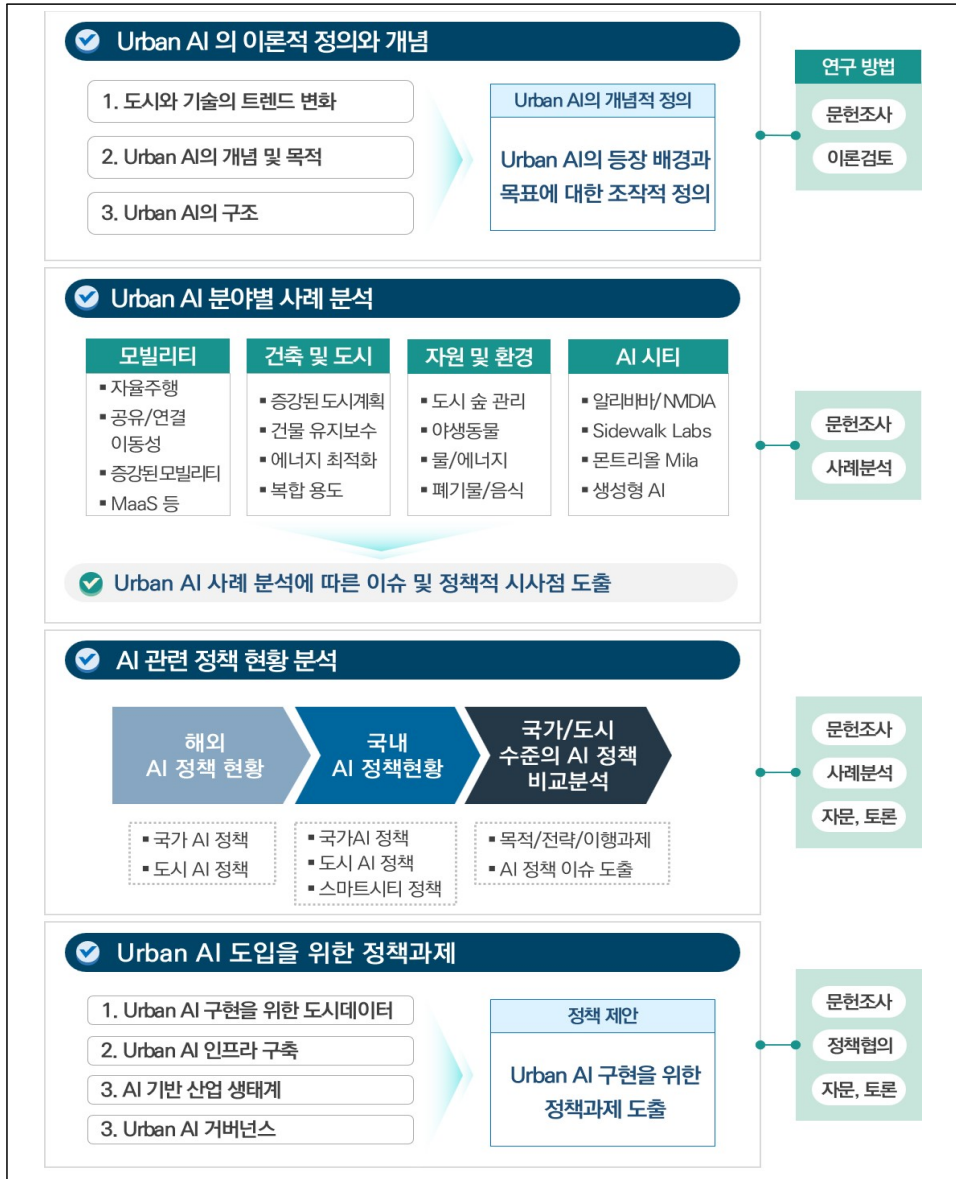 Urban AI 의 이론적 정의와 개념
1. 도시와 기술의 트렌드 변화
2. Urban AI의 개념 및 목적
3. Urban AI의 구조
Urban AI의 개념적 정의
Urban AI의 등장 배경과
목표에 대한 조작적 정의
연구 방법
문헌조사
이론검토
Urban AI 분야별 사례 분석
모빌리티
▪ 자율주행
▪ 공유/연결
이동성
▪ 증강된 모빌리티
▪ MaaS 등
건축 및 도시
▪ 증강된 도시계획
▪ 건물 유지보수
▪ 에너지 최적화
▪ 복합 용도
자원 및 환경
▪ 도시 숲 관리
▪ 야생동물
▪ 물/에너지
▪ 폐기물/음식
AI 시티
▪ 알리바바/NMDIA
▪ Sidewalk Labs
▪ 몬트리올 Mila
▪ 생성형 AI
Urban AI 사례 분석에 따른 이슈 및 정책적 시사점 도출
문헌조사
사례분석
AI 관련 정책 현황 분석
해외
AI 정책 현황
국내
AI 정책현황
국가/도시
수준의 AI 정책
비교분석
▪ 국가 AI 정책
▪ 도시 AI 정책
▪ 국가AI 정책
▪ 도시 AI 정책
▪ 스마트시티 정책
▪ 목적/전략/이행과제
▪ AI 정책 이슈 도출
문헌조사
사례분석
자문, 토론
Urban AI 도입을 위한 정책과제
1. Urban AI 구현을 위한 도시데이터
2. Urban AI 인프라 구축
3. AI 기반 산업 생태계
3. Urban AI 거버넌스
정책 제안
Urban AI 구현을 위한
정책과제 도출
문헌조사
정책협의
자문, 토론